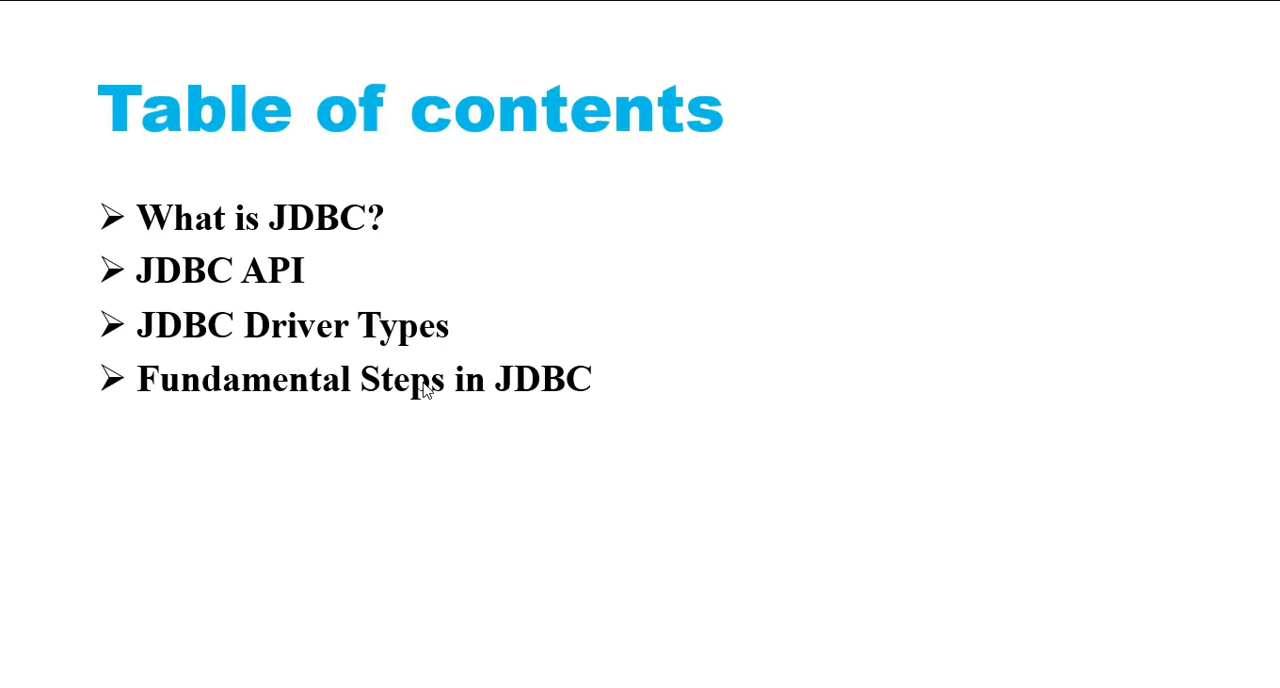 Table of contents
➢ What is JDBC?
➢ JDBC API
➢ JDBC Driver Types
➢ Fundamental Steps in JDBC